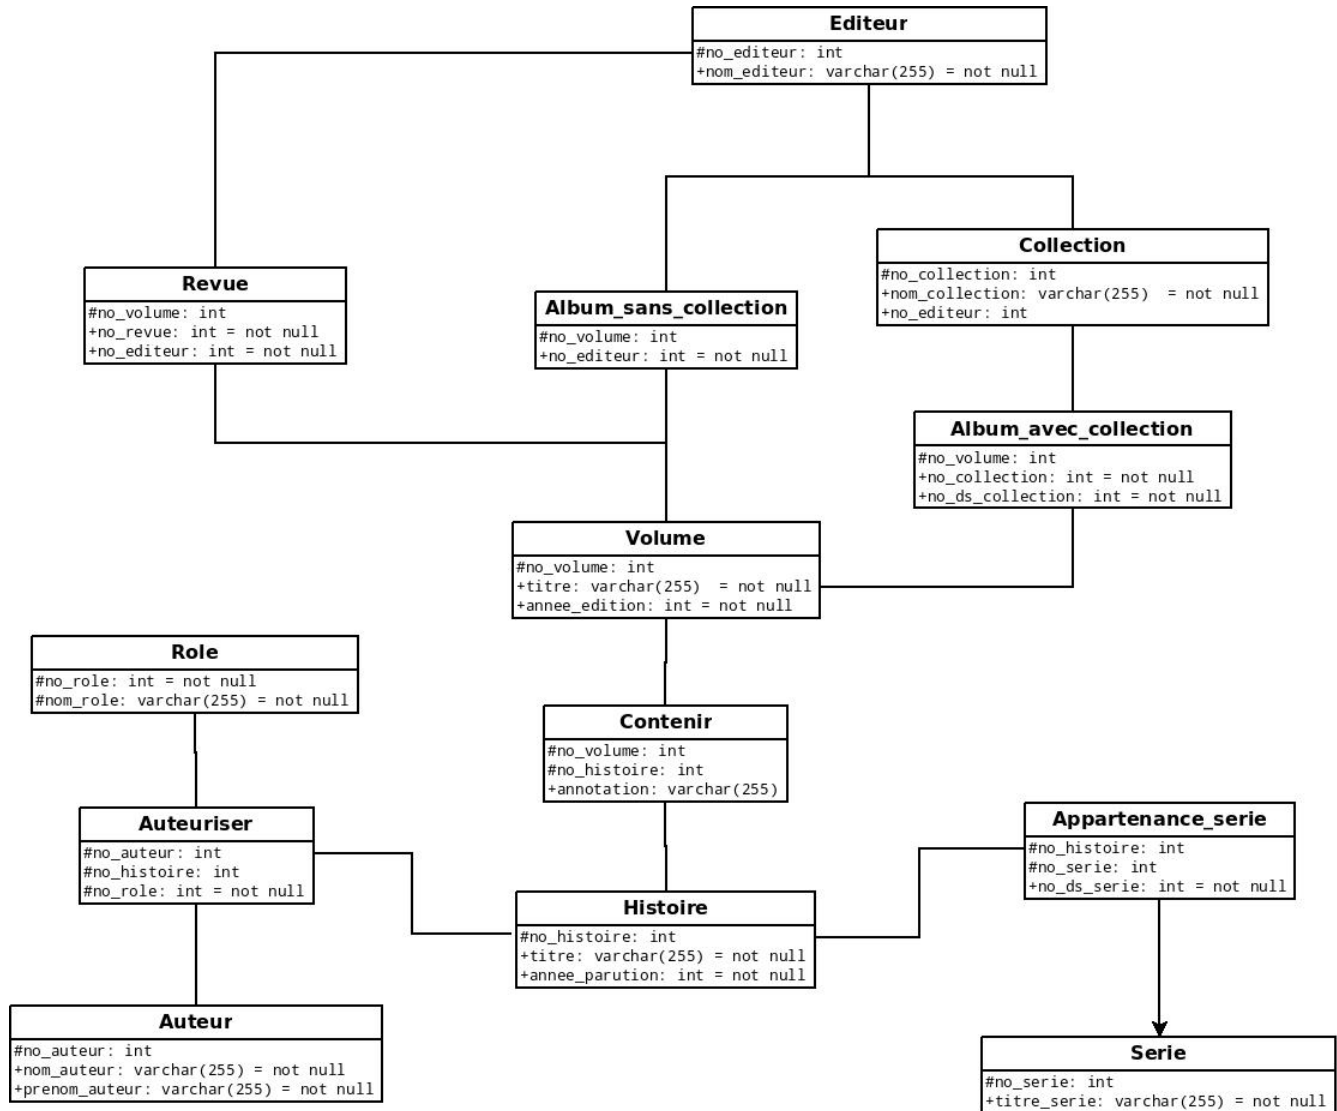 Editeur
#no_editeur: int
+nom_editeur: varchar(255) = not null
Collection
#no_collection: int
+nom_collection: varchar(255)  = not null
+no_editeur: int
Revue
#no_volume: int
+no_revue: int = not null
+no_editeur: int = not null
Album_sans_collection
#no_volume: int
+no_editeur: int = not null
Album_avec_collection
#no_volume: int
+no_collection: int = not null
+no_ds_collection: int = not null
Volume
#no_volume: int
+titre: varchar(255)  = not null
+annee_edition: int = not null
Role
#no_role: int = not null
#nom_role: varchar(255) = not null
Contenir
#no_volume: int
#no_histoire: int
+annotation: varchar(255)
Auteuriser
#no_auteur: int
#no_histoire: int
#no_role: int = not null
Appartenance_serie
#no_histoire: int
#no_serie: int
+no_ds_serie: int = not null
Histoire
#no_histoire: int
+titre: varchar(255) = not null
+annee_parution: int = not null
Auteur
#no_auteur: int
+nom_auteur: varchar(255) = not null
+prenom_auteur: varchar(255) = not null
Serie
#no_serie: int
+titre_serie: varchar(255) = not null